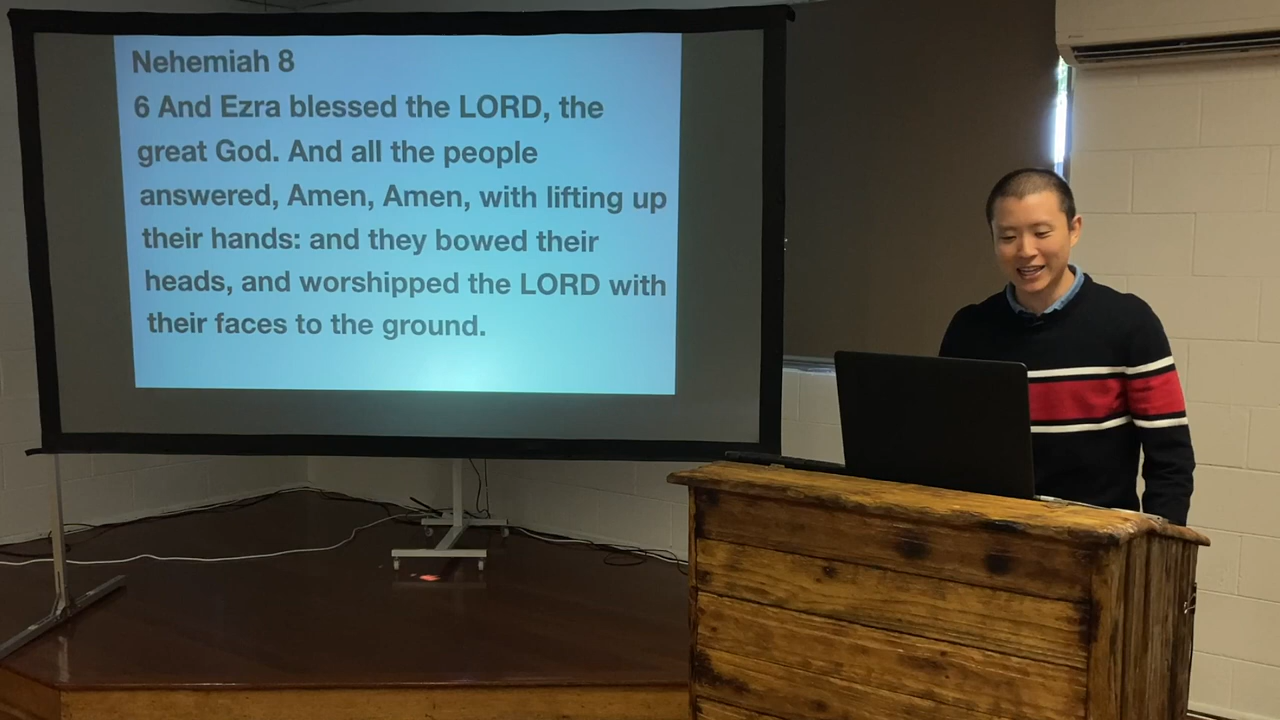 Nehemiah 8
6 And Ezra blessed the LORD, the
great God. And all the people
answered, Amen, Amen, with lifting up
their hands: and they bowed their
heads, and worshipped the LORD with
their faces to the ground.